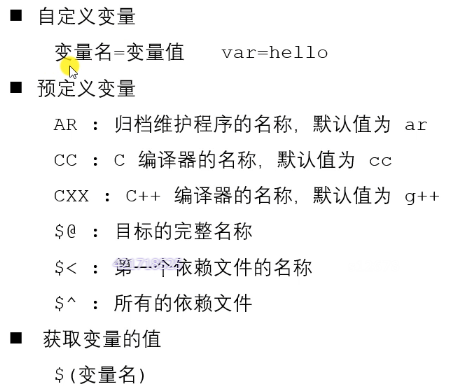 ■ 自定义变量
变量名=变量值 var=hello
■ 预定义变量
AR : 归档维护程序的名称，默认值为 ar
CC : C 编译器的名称，默认值为 cc
CXX : C++ 编译器的名称，默认值为 g++
$@ : 目标的完整名称
$< : 第一个依赖文件的名称
$^ : 所有的依赖文件
■ 获取变量的值
$(变量名)